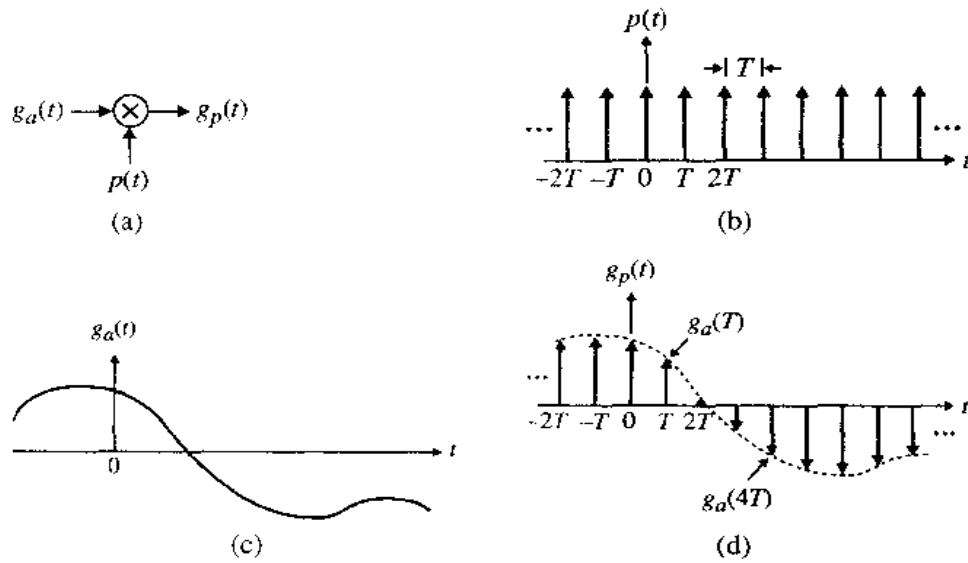 g_a(t)
g_p(t)
p(t)
(a)
p(t)
T
...
...
-2T -T 0 T 2T
t
(b)
g_a(t)
0
t
(c)
g_p(t)
g_a(T)
...
-2T -T 0 T 2T
t
...
g_a(4T)
(d)